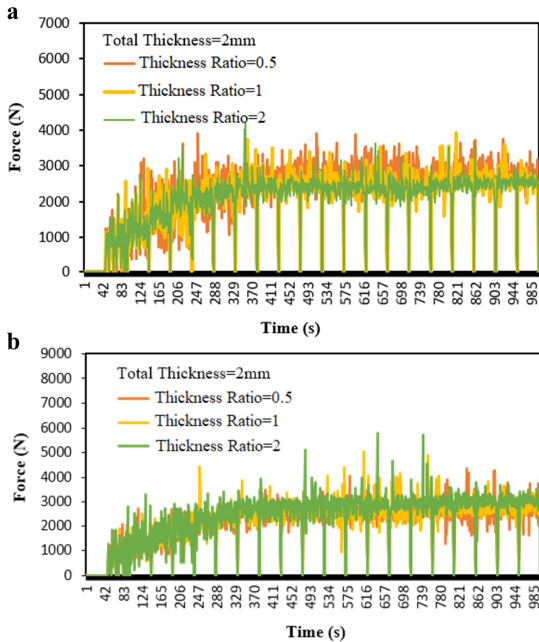 a
7000
6000
5000
4000
3000
2000
1000
0
Force (N)
Total Thickness=2mm
Thickness Ratio=0.5
Thickness Ratio=1
Thickness Ratio=2
1 42 83 124 165 206 247 288 329 370 411 452 493 534 575 616 657 698 739 780 821 862 903 944 985
Time (s)
b
9000
8000
7000
6000
5000
4000
3000
2000
1000
0
Force (N)
Total Thickness=2mm
Thickness Ratio=0.5
Thickness Ratio=1
Thickness Ratio=2
1 42 83 124 165 206 247 288 329 370 411 452 493 534 575 616 657 698 739 780 821 862 903 944 985
Time (s)